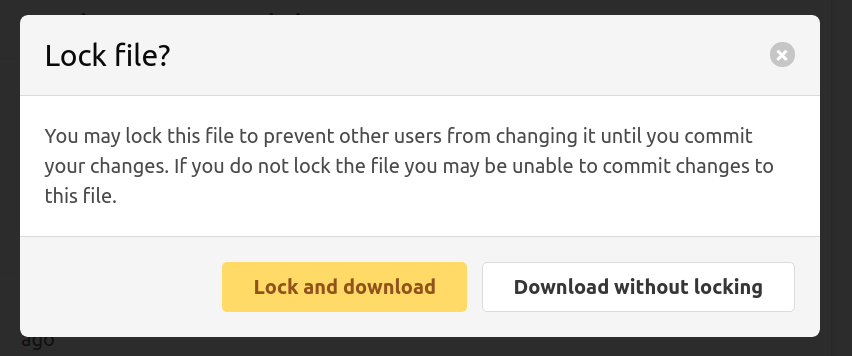 Lock file?
You may lock this file to prevent other users from changing it until you commit
your changes. If you do not lock the file you may be unable to commit changes to
this file.
Lock and download
Download without locking
ago